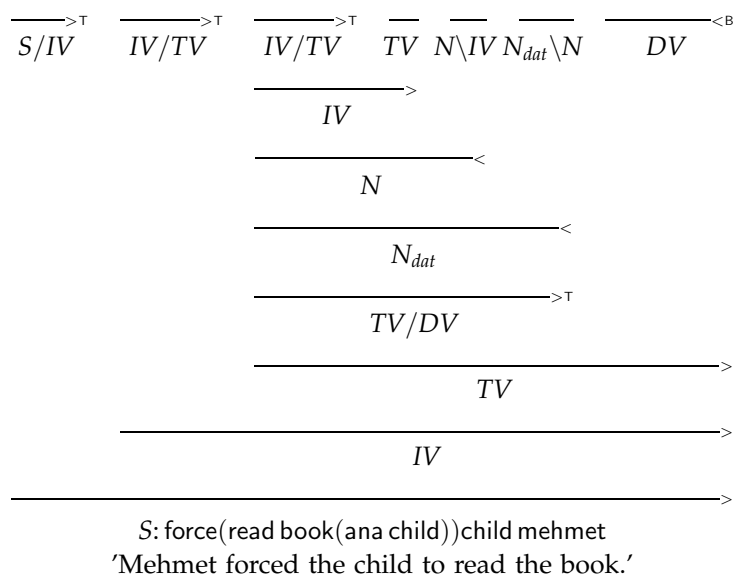 >T >T >T <B
S/IV IV/TV IV/TV TV N\IV N_dat\N DV
>
IV
<
N
<
N_dat
>T
TV/DV
>
TV
>
IV
>
S: force(read book(ana child))child mehmet
'Mehmet forced the child to read the book.'